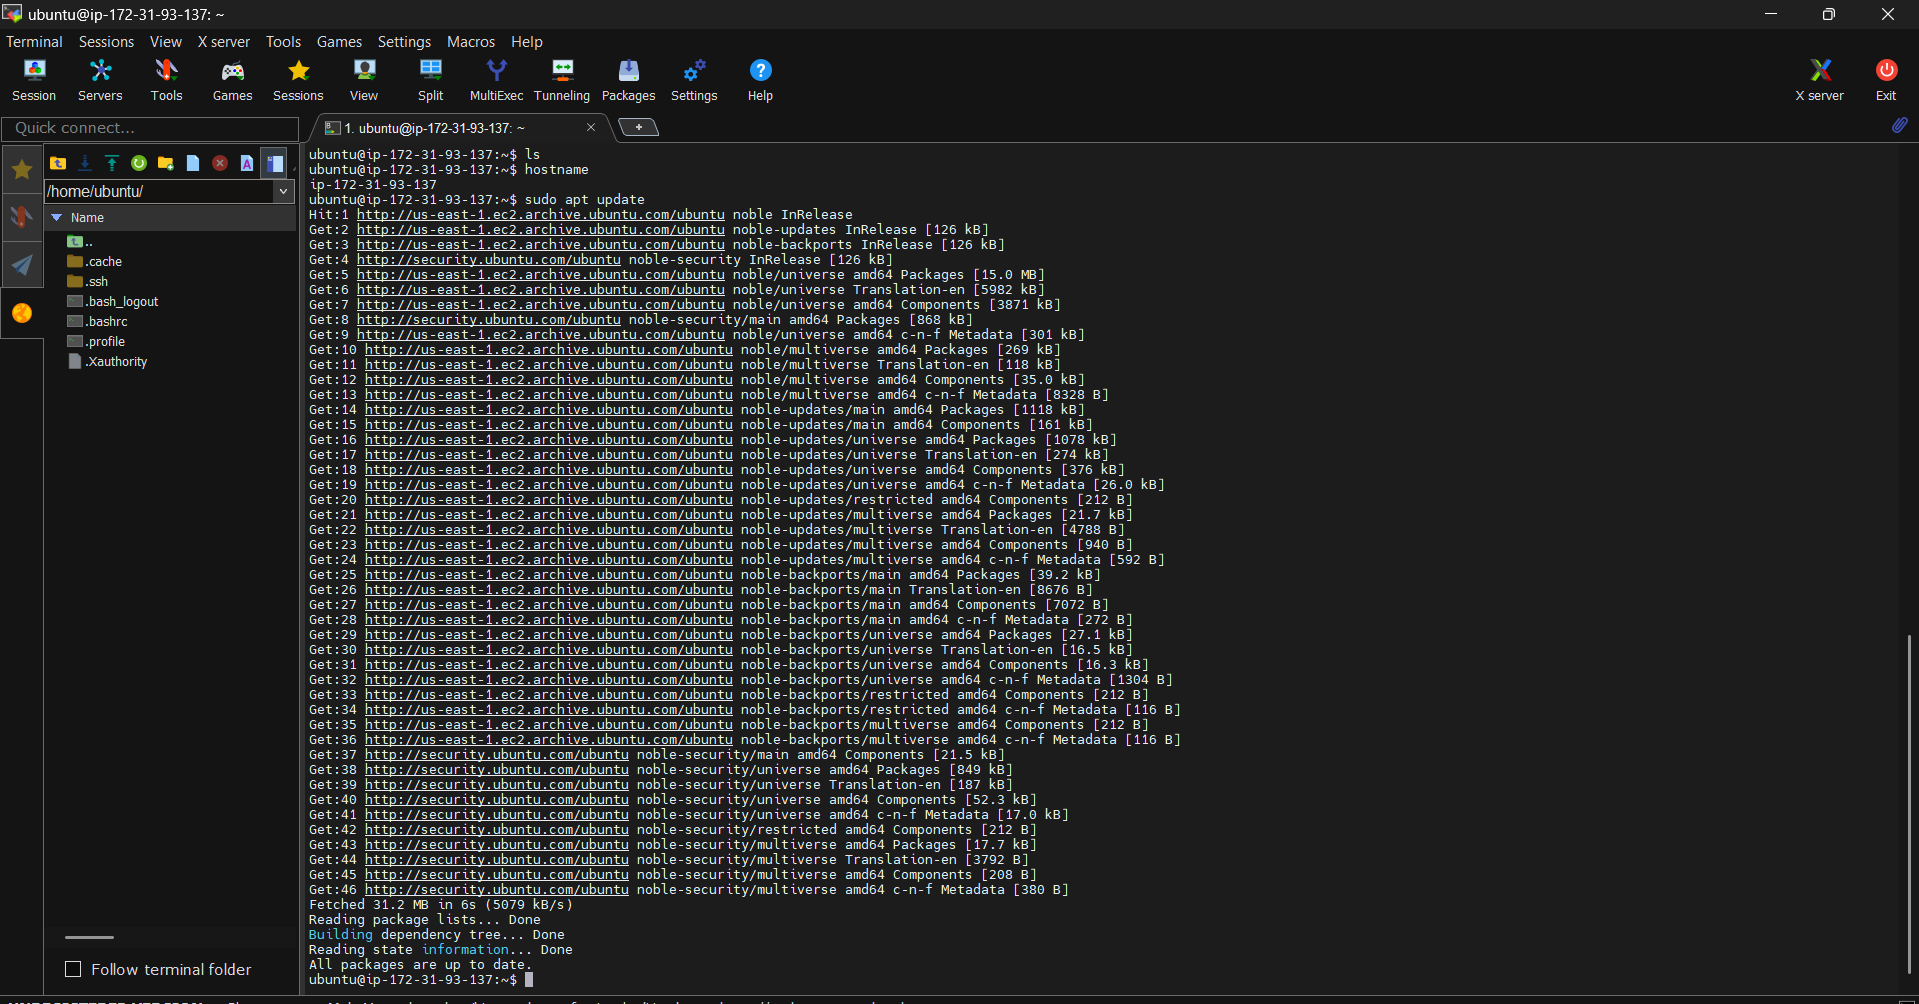 ubuntu@ip-172-31-93-137: ~
Terminal Sessions View X server Tools Games Settings Macros Help
Session Servers Tools Games Sessions View Split MultiExec Tunneling Packages Settings Help X server Exit
Quick connect...
1. ubuntu@ip-172-31-93-137: ~
/home/ubuntu/
Name
..
.cache
.ssh
.bash_logout
.bashrc
.profile
.Xauthority
Follow terminal folder
ubuntu@ip-172-31-93-137:~$ ls
ubuntu@ip-172-31-93-137:~$ hostname
ip-172-31-93-137
ubuntu@ip-172-31-93-137:~$ sudo apt update
Hit:1 http://us-east-1.ec2.archive.ubuntu.com/ubuntu noble InRelease
Get:2 http://us-east-1.ec2.archive.ubuntu.com/ubuntu noble-updates InRelease [126 kB]
Get:3 http://us-east-1.ec2.archive.ubuntu.com/ubuntu noble-backports InRelease [126 kB]
Get:4 http://security.ubuntu.com/ubuntu noble-security InRelease [126 kB]
Get:5 http://us-east-1.ec2.archive.ubuntu.com/ubuntu noble/universe amd64 Packages [15.0 MB]
Get:6 http://us-east-1.ec2.archive.ubuntu.com/ubuntu noble/universe Translation-en [5982 kB]
Get:7 http://us-east-1.ec2.archive.ubuntu.com/ubuntu noble/universe amd64 Components [3871 kB]
Get:8 http://security.ubuntu.com/ubuntu noble-security/main amd64 Packages [868 kB]
Get:9 http://us-east-1.ec2.archive.ubuntu.com/ubuntu noble/universe amd64 c-n-f Metadata [301 kB]
Get:10 http://us-east-1.ec2.archive.ubuntu.com/ubuntu noble/multiverse amd64 Packages [269 kB]
Get:11 http://us-east-1.ec2.archive.ubuntu.com/ubuntu noble/multiverse Translation-en [118 kB]
Get:12 http://us-east-1.ec2.archive.ubuntu.com/ubuntu noble/multiverse amd64 Components [35.0 kB]
Get:13 http://us-east-1.ec2.archive.ubuntu.com/ubuntu noble/multiverse amd64 c-n-f Metadata [8328 B]
Get:14 http://us-east-1.ec2.archive.ubuntu.com/ubuntu noble-updates/main amd64 Packages [1118 kB]
Get:15 http://us-east-1.ec2.archive.ubuntu.com/ubuntu noble-updates/main amd64 Components [161 kB]
Get:16 http://us-east-1.ec2.archive.ubuntu.com/ubuntu noble-updates/universe amd64 Packages [1078 kB]
Get:17 http://us-east-1.ec2.archive.ubuntu.com/ubuntu noble-updates/universe Translation-en [274 kB]
Get:18 http://us-east-1.ec2.archive.ubuntu.com/ubuntu noble-updates/universe amd64 Components [376 kB]
Get:19 http://us-east-1.ec2.archive.ubuntu.com/ubuntu noble-updates/universe amd64 c-n-f Metadata [26.0 kB]
Get:20 http://us-east-1.ec2.archive.ubuntu.com/ubuntu noble-updates/restricted amd64 Components [212 B]
Get:21 http://us-east-1.ec2.archive.ubuntu.com/ubuntu noble-updates/multiverse amd64 Packages [21.7 kB]
Get:22 http://us-east-1.ec2.archive.ubuntu.com/ubuntu noble-updates/multiverse Translation-en [4788 B]
Get:23 http://us-east-1.ec2.archive.ubuntu.com/ubuntu noble-updates/multiverse amd64 Components [940 B]
Get:24 http://us-east-1.ec2.archive.ubuntu.com/ubuntu noble-updates/multiverse amd64 c-n-f Metadata [592 B]
Get:25 http://us-east-1.ec2.archive.ubuntu.com/ubuntu noble-backports/main amd64 Packages [39.2 kB]
Get:26 http://us-east-1.ec2.archive.ubuntu.com/ubuntu noble-backports/main Translation-en [8676 B]
Get:27 http://us-east-1.ec2.archive.ubuntu.com/ubuntu noble-backports/main amd64 Components [7072 B]
Get:28 http://us-east-1.ec2.archive.ubuntu.com/ubuntu noble-backports/main amd64 c-n-f Metadata [272 B]
Get:29 http://us-east-1.ec2.archive.ubuntu.com/ubuntu noble-backports/universe amd64 Packages [27.1 kB]
Get:30 http://us-east-1.ec2.archive.ubuntu.com/ubuntu noble-backports/universe Translation-en [16.5 kB]
Get:31 http://us-east-1.ec2.archive.ubuntu.com/ubuntu noble-backports/universe amd64 Components [16.3 kB]
Get:32 http://us-east-1.ec2.archive.ubuntu.com/ubuntu noble-backports/universe amd64 c-n-f Metadata [1304 B]
Get:33 http://us-east-1.ec2.archive.ubuntu.com/ubuntu noble-backports/restricted amd64 Components [212 B]
Get:34 http://us-east-1.ec2.archive.ubuntu.com/ubuntu noble-backports/restricted amd64 c-n-f Metadata [116 B]
Get:35 http://us-east-1.ec2.archive.ubuntu.com/ubuntu noble-backports/multiverse amd64 Components [212 B]
Get:36 http://us-east-1.ec2.archive.ubuntu.com/ubuntu noble-backports/multiverse amd64 c-n-f Metadata [116 B]
Get:37 http://security.ubuntu.com/ubuntu noble-security/main amd64 Components [21.5 kB]
Get:38 http://security.ubuntu.com/ubuntu noble-security/universe amd64 Packages [849 kB]
Get:39 http://security.ubuntu.com/ubuntu noble-security/universe Translation-en [187 kB]
Get:40 http://security.ubuntu.com/ubuntu noble-security/universe amd64 Components [52.3 kB]
Get:41 http://security.ubuntu.com/ubuntu noble-security/universe amd64 c-n-f Metadata [17.0 kB]
Get:42 http://security.ubuntu.com/ubuntu noble-security/restricted amd64 Components [212 B]
Get:43 http://security.ubuntu.com/ubuntu noble-security/multiverse amd64 Packages [17.7 kB]
Get:44 http://security.ubuntu.com/ubuntu noble-security/multiverse Translation-en [3792 B]
Get:45 http://security.ubuntu.com/ubuntu noble-security/multiverse amd64 Components [208 B]
Get:46 http://security.ubuntu.com/ubuntu noble-security/multiverse amd64 c-n-f Metadata [380 B]
Fetched 31.2 MB in 6s (5079 kB/s)
Reading package lists... Done
Building dependency tree... Done
Reading state information... Done
All packages are up to date.
ubuntu@ip-172-31-93-137:~$